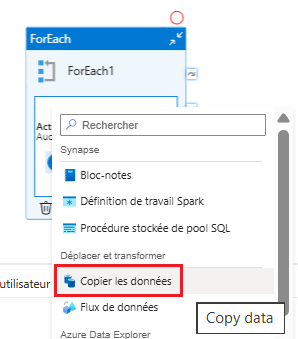 ForEach
ForEach1
Act
Auc
Rechercher
Synapse
Bloc-notes
Définition de travail Spark
Procédure stockée de pool SQL
Déplacer et transformer
utilisateur
Copier les données
Flux de données
Copy data
Azure Data Explorer